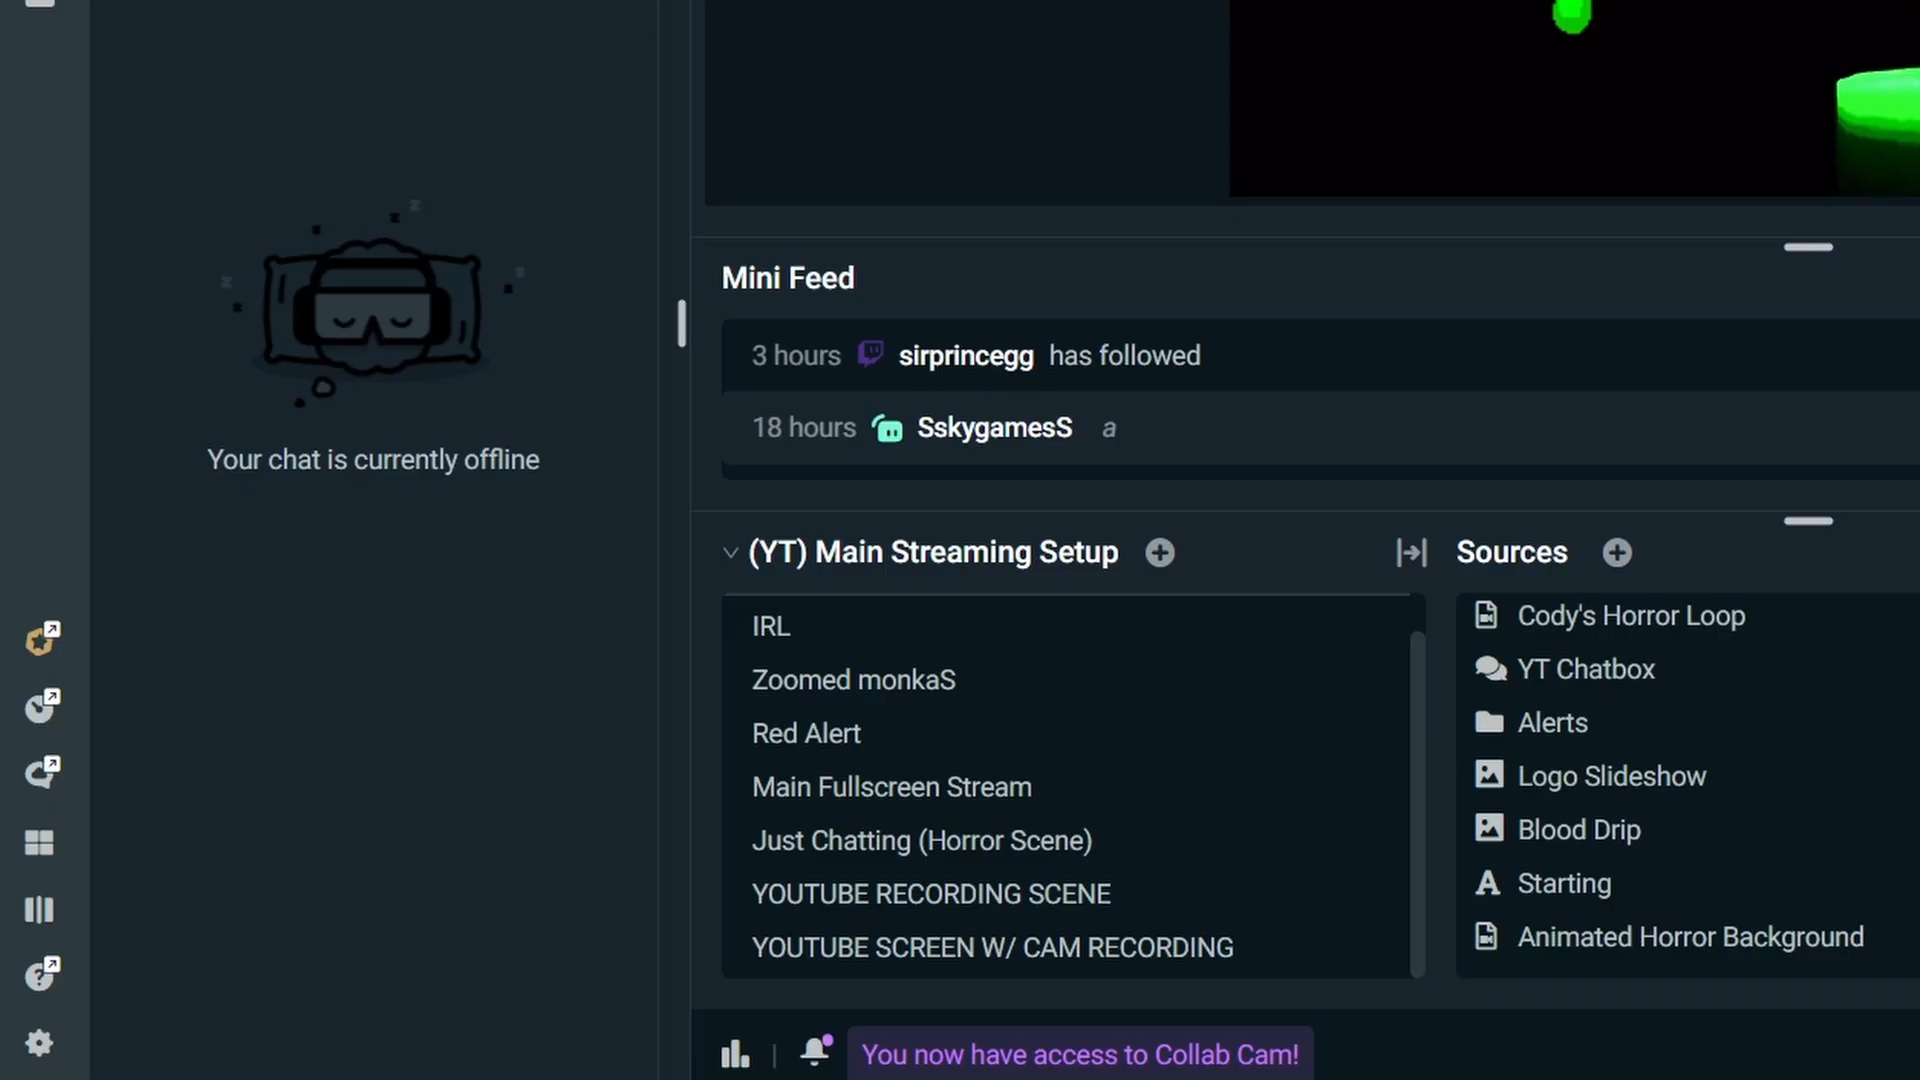 Your chat is currently offline
Mini Feed
3 hours sirprincegg has followed
18 hours SskygamesS a
(YT) Main Streaming Setup
IRL
Zoomed monkaS
Red Alert
Main Fullscreen Stream
Just Chatting (Horror Scene)
YOUTUBE RECORDING SCENE
YOUTUBE SCREEN W/ CAM RECORDING
Sources
Cody's Horror Loop
YT Chatbox
Alerts
Logo Slideshow
Blood Drip
Starting
Animated Horror Background
You now have access to Collab Cam!